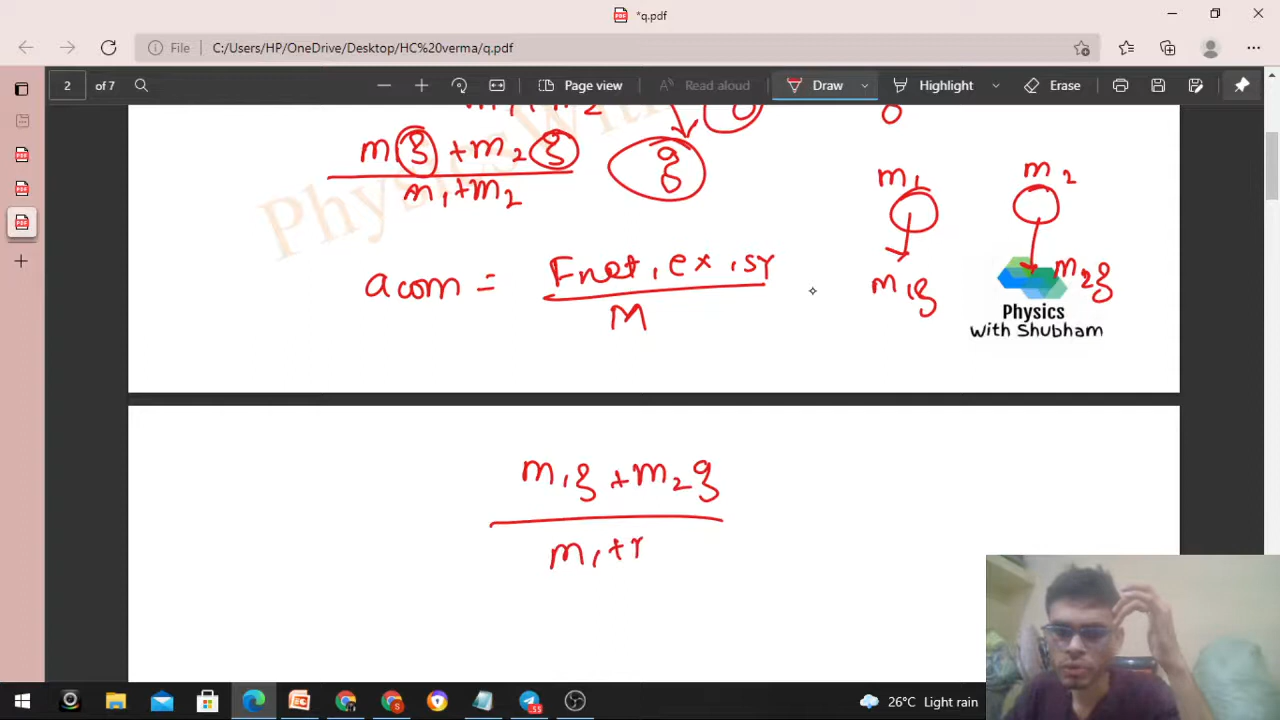 *q.pdf
File C:/Users/HP/OneDrive/Desktop/HC%20verma/q.pdf
2 of 7 Page view Read aloud Draw Highlight Erase
m1g + m2g
m1+m2
g
m1 m2
m1g m2g
acom = Fnet, ex, sy
M
PhysicsWith
Physics
with Shubham
m1g + m2g
m1+
.55
26°C Light rain